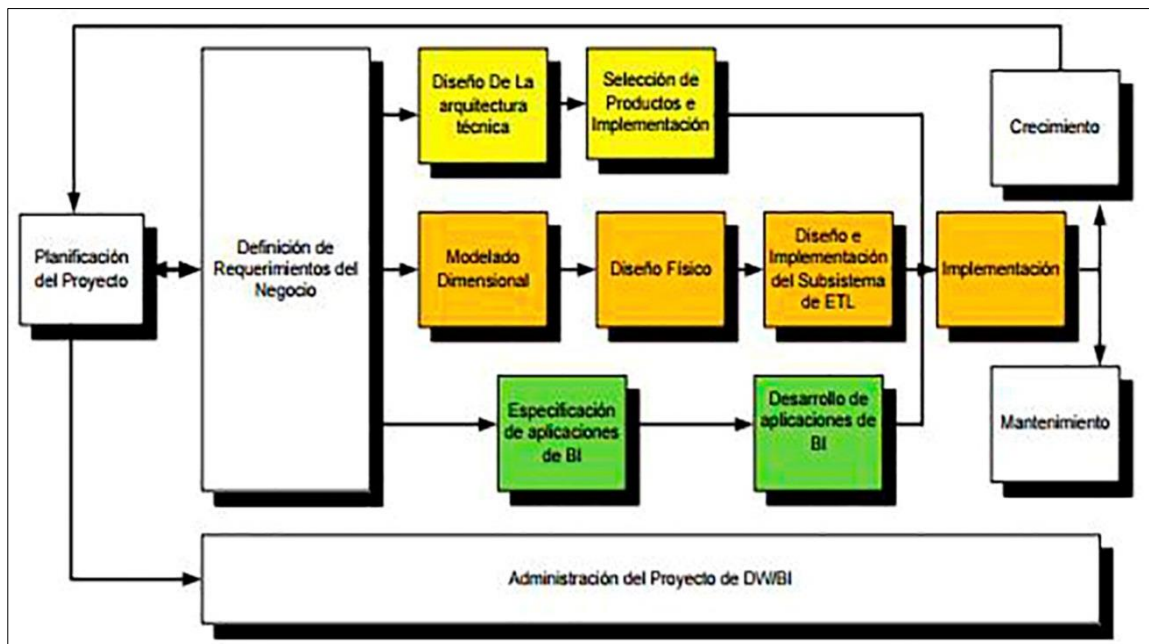 Planificación
del Proyecto
Definición de
Requerimientos del
Negocio
Diseño De La
arquitectura
técnica
Selección de
Productos e
Implementación
Modelado
Dimensional
Diseño Físico
Diseño e
Implementación
del Subsistema
de ETL
Implementación
Especificación
de aplicaciones
de BI
Desarrollo de
aplicaciones de
BI
Crecimiento
Mantenimiento
Administración del Proyecto de DW/BI